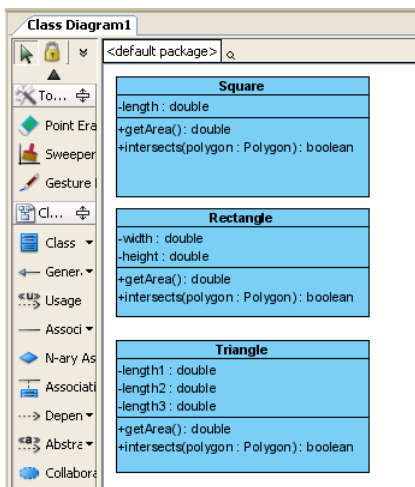 Class Diagram1
<default package>
To...
Point Era
Sweeper
Gesture
Cl...
Class
Gener.
«u» Usage
Associ
N-ary As
Associati
Depen
«a» Abstra
Collabora
Square
-length : double
+getArea() : double
+intersects(polygon : Polygon) : boolean
Rectangle
-width : double
-height : double
+getArea() : double
+intersects(polygon : Polygon) : boolean
Triangle
-length1 : double
-length2 : double
-length3 : double
+getArea() : double
+intersects(polygon : Polygon) : boolean